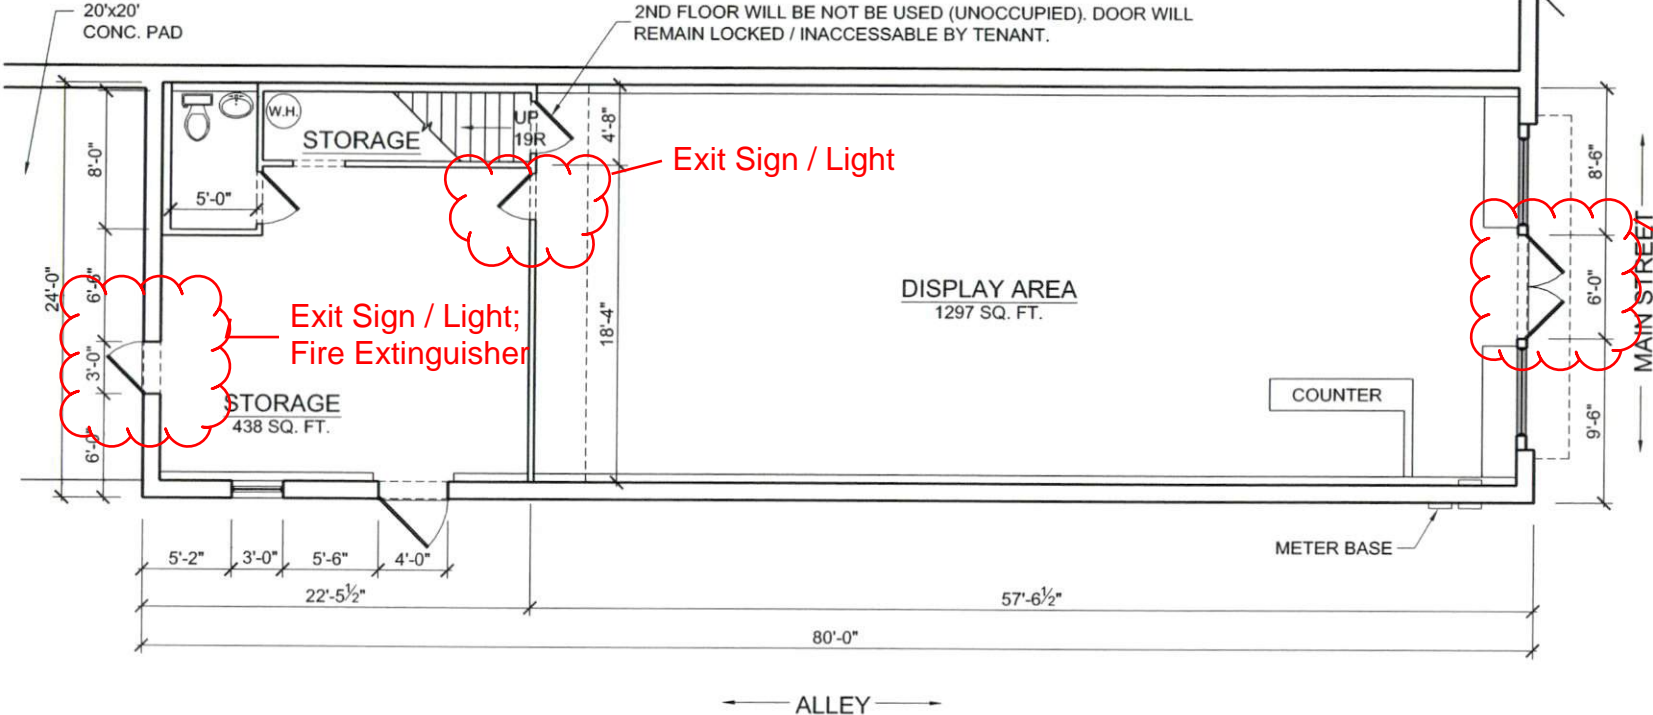 20'x20'
CONC. PAD
2ND FLOOR WILL BE NOT BE USED (UNOCCUPIED). DOOR WILL
REMAIN LOCKED / INACCESSABLE BY TENANT.
W.H.
STORAGE
UP
19R
4'-8"
Exit Sign / Light
8'-0"
5'-0"
8'-6"
24'-0"
6'-6"
Exit Sign / Light;
Fire Extinguisher
18'-4"
DISPLAY AREA
1297 SQ. FT.
6'-0"
MAIN STREET
3'-0"
STORAGE
438 SQ. FT.
COUNTER
6'-0"
9'-6"
METER BASE
5'-2"
3'-0"
5'-6"
4'-0"
22'-5½"
57'-6½"
80'-0"
ALLEY